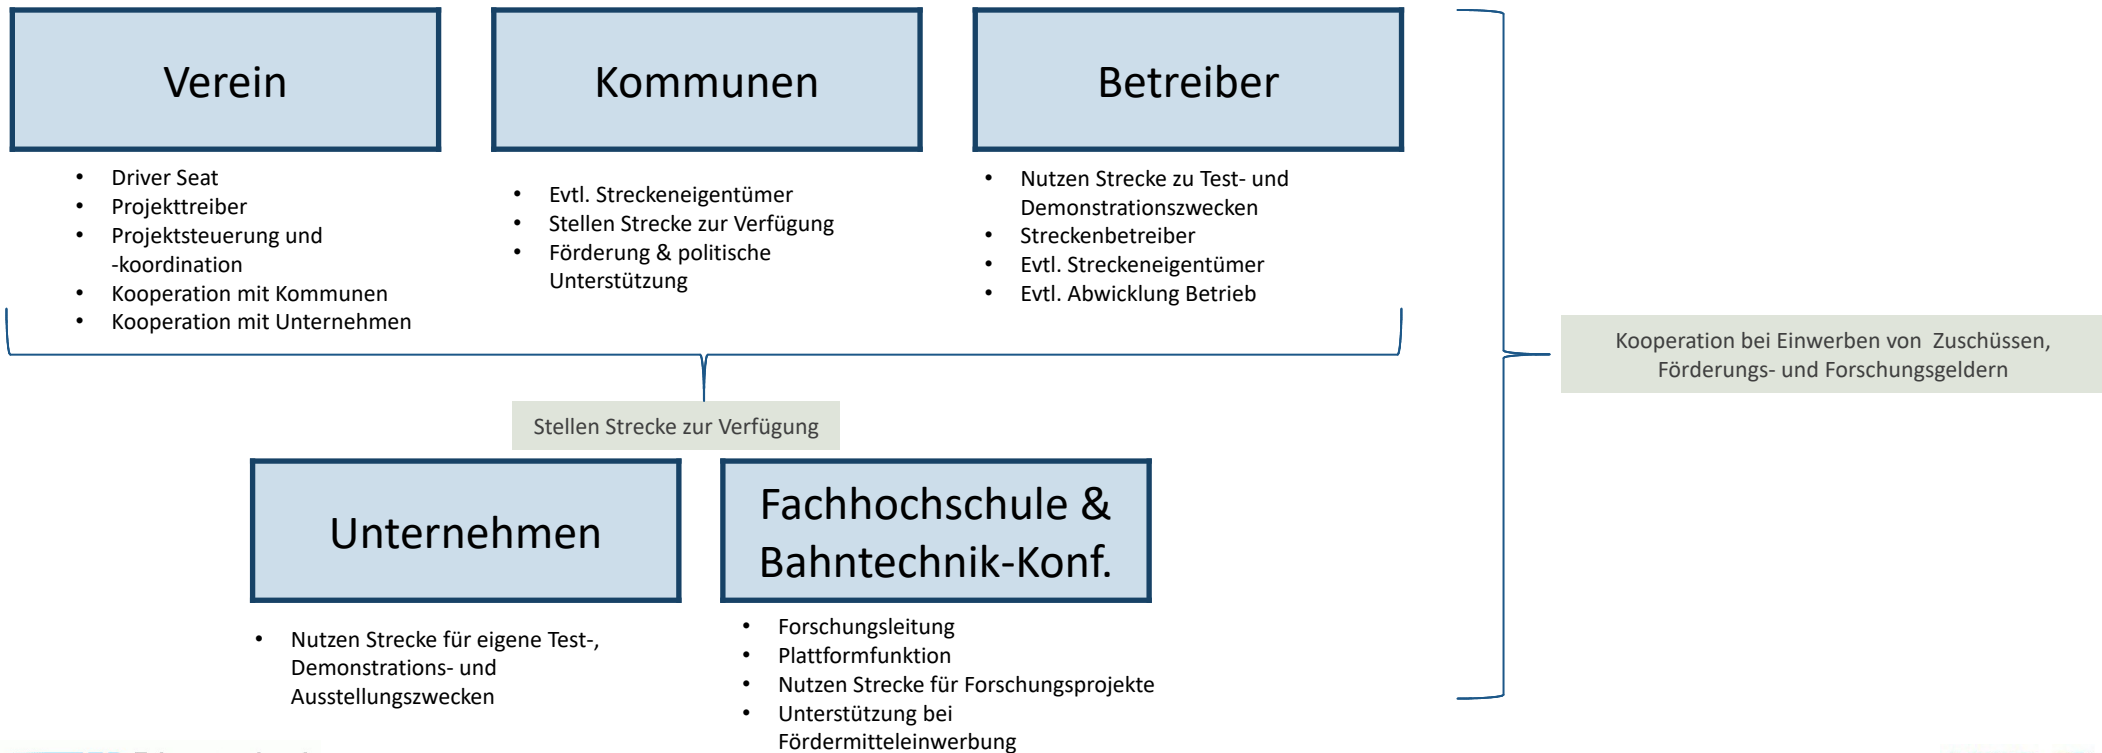 Verein
Kommunen
Betreiber
• Driver Seat
• Projekttreiber
• Projektsteuerung und
-koordination
• Kooperation mit Kommunen
• Kooperation mit Unternehmen
• Evtl. Streckeneigentümer
• Stellen Strecke zur Verfügung
• Förderung & politische
Unterstützung
• Nutzen Strecke zu Test- und
Demonstrationszwecken
• Streckenbetreiber
• Evtl. Streckeneigentümer
• Evtl. Abwicklung Betrieb
Kooperation bei Einwerben von Zuschüssen,
Förderungs- und Forschungsgeldern
Stellen Strecke zur Verfügung
Unternehmen
Fachhochschule &
Bahntechnik-Konf.
• Nutzen Strecke für eigene Test-,
Demonstrations- und
Ausstellungszwecken
• Forschungsleitung
• Plattformfunktion
• Nutzen Strecke für Forschungsprojekte
• Unterstützung bei
Fördermitteleinwerbung